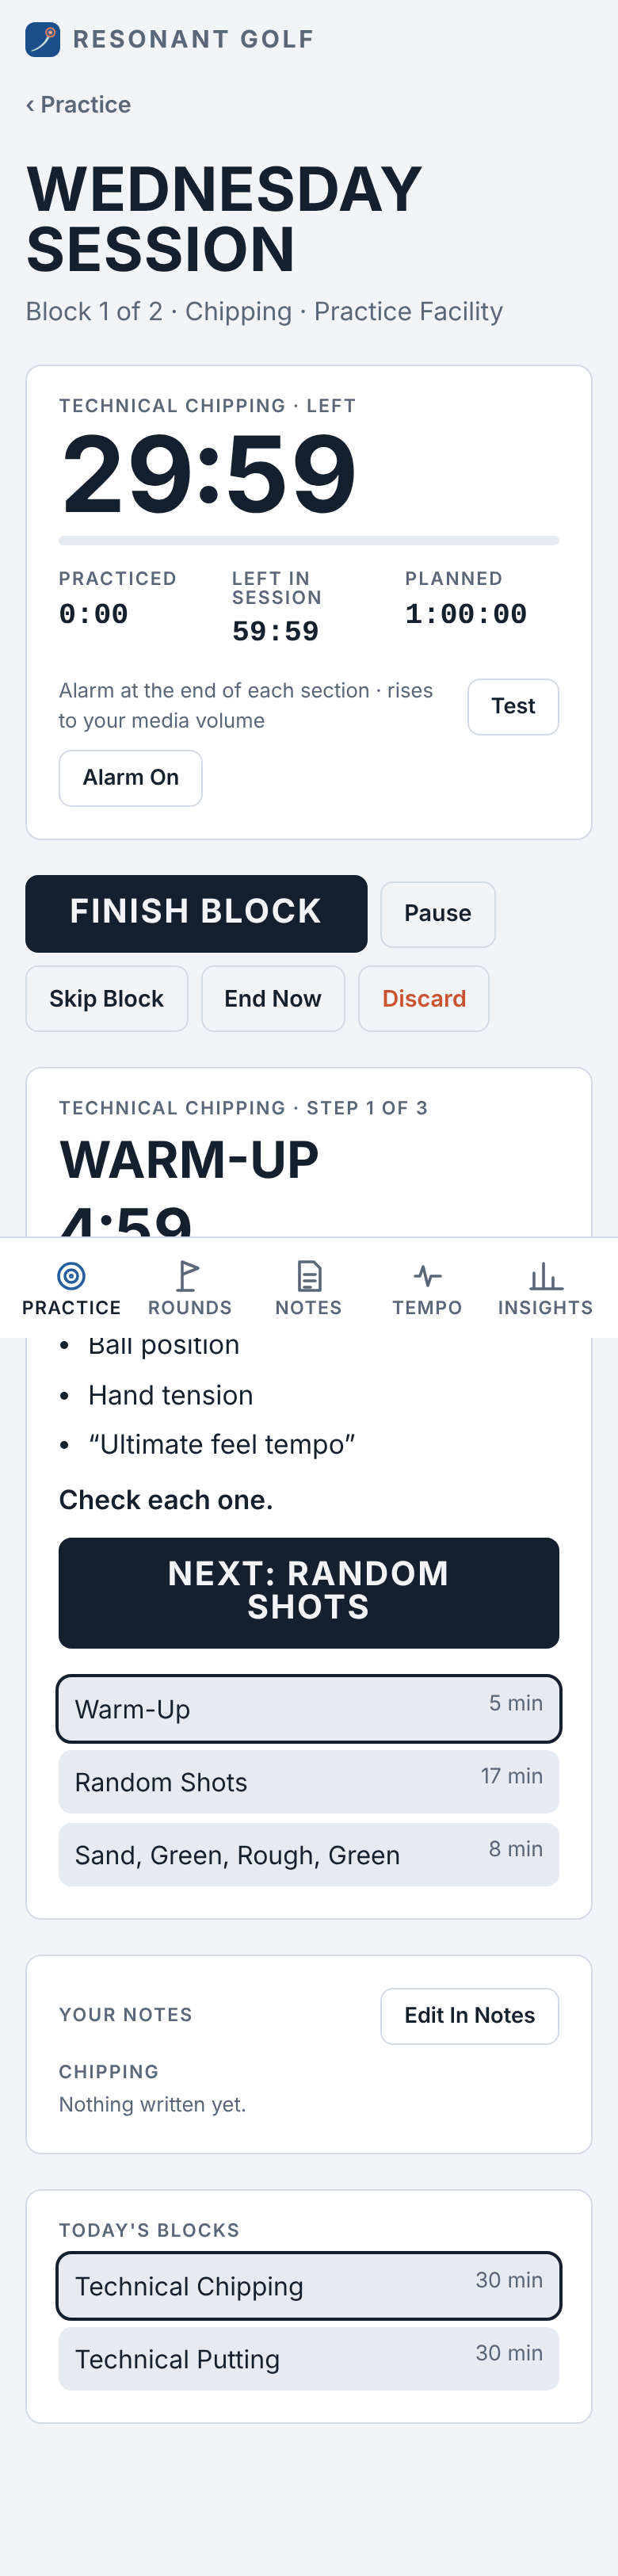 RESONANT GOLF
‹ Practice
WEDNESDAY
SESSION
Block 1 of 2 · Chipping · Practice Facility
TECHNICAL CHIPPING · LEFT
29:59
PRACTICED
0:00
LEFT IN
SESSION
59:59
PLANNED
1:00:00
Alarm at the end of each section · rises
to your media volume
Test
Alarm On
FINISH BLOCK
Pause
Skip Block
End Now
Discard
TECHNICAL CHIPPING · STEP 1 OF 3
WARM-UP
4:59
PRACTICE
ROUNDS
NOTES
TEMPO
INSIGHTS
• Ball position
• Hand tension
• “Ultimate feel tempo”
Check each one.
NEXT: RANDOM
SHOTS
Warm-Up 5 min
Random Shots 17 min
Sand, Green, Rough, Green 8 min
YOUR NOTES
Edit In Notes
CHIPPING
Nothing written yet.
TODAY'S BLOCKS
Technical Chipping 30 min
Technical Putting 30 min